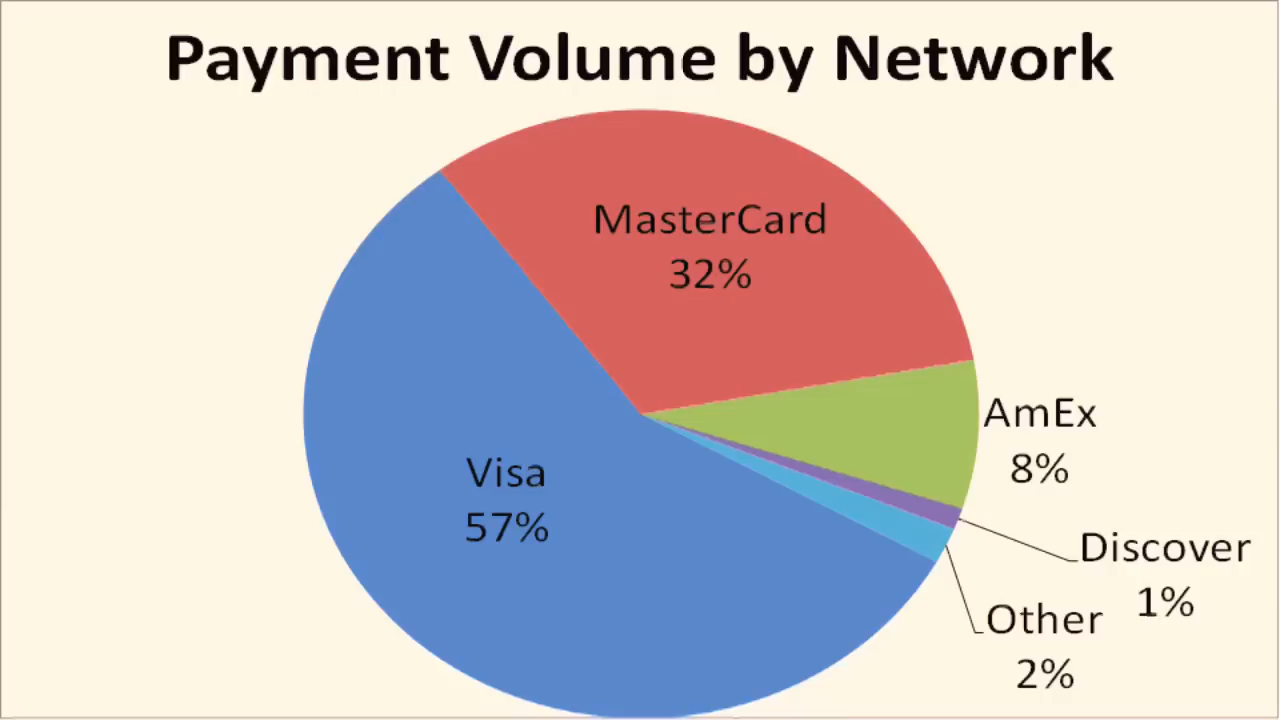 Payment Volume by Network
MasterCard
32%
AmEx
8%
Visa
57%
Discover
1%
Other
2%